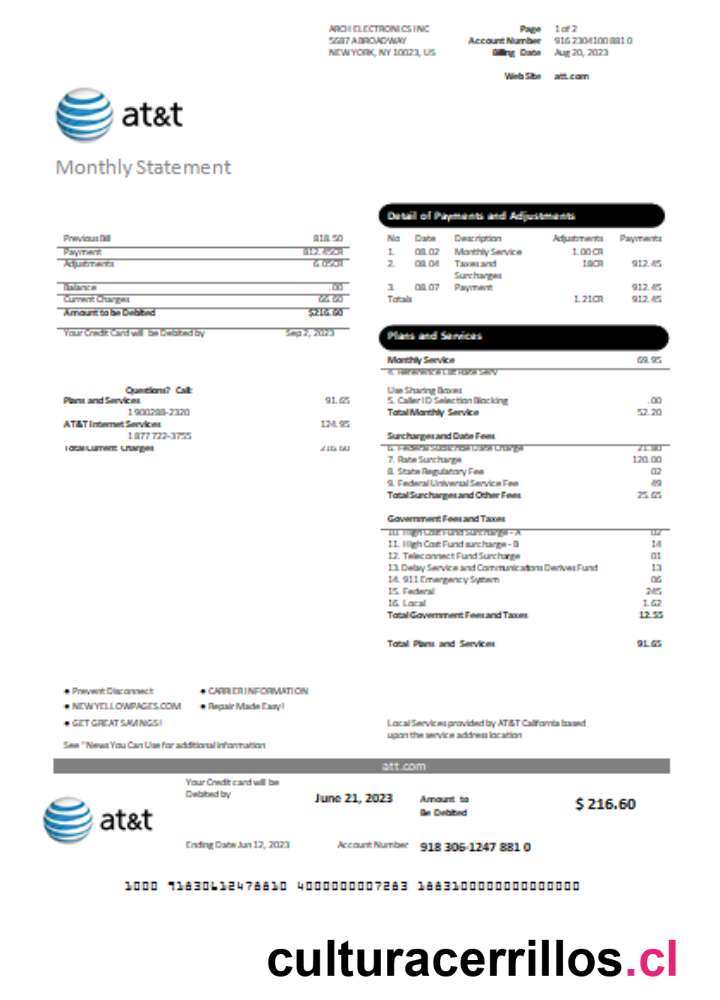 ARCH ELECTRONICS INC
5687 A BROADWAY
NEW YORK, NY 10023, US
Page 1 of 2
Account Number 916 2304100 881 0
Billing Date Aug 20, 2023
Web Site att.com
at&t
Monthly Statement
Previous Bill 818.50
Payment 812.45CR
Adjustments 6.05CR
Balance .00
Current Charges 66.60
Amount to be Debited $216.60
Your Credit Card will be Debited by Sep 2, 2023
Questions? Call:
Plans and Services 91.65
1 900288-2320
AT&T Internet Services 124.95
1 877 722-3755
Total Current Charges 216.60
Detail of Payments and Adjustments
No Date Description Adjustments Payments
1. 08.02 Monthly Service 1.00 CR
2. 08.04 Taxes and 18CR 912.45
Surcharges
3. 08.07 Payment 912.45
Totals 1.21CR 912.45
Plans and Services
Monthly Service 69.95
4. Reference List Rate Serv
Use Sharing Boxes
5. Caller ID Selection Blocking .00
Total Monthly Service 52.20
Surcharges and Date Fees
6. Federal Subscribe Date Charge 21.80
7. Rate Surcharge 120.00
8. State Regulatory Fee 02
9. Federal Universal Service Fee 49
Total Surcharges and Other Fees 25.65
Government Fees and Taxes
10. High Cost Fund Surcharge - A 02
11. High Cost Fund surcharge - B 14
12. Teleconnect Fund Surcharge 01
13. Delay Service and Communications Derives Fund 13
14. 911 Emergency System 06
15. Federal 245
16. Local 1.62
Total Government Fees and Taxes 12.55
Total Plans and Services 91.65
• Prevent Disconnect
• NEW YELLOWPAGES.COM
• GET GREAT SAVINGS!
• CARRIER INFORMATION
• Repair Made Easy!
See "News You Can Use for additional information
Local Services provided by AT&T California based
upon the service address location
att.com
at&t
Your Credit card will be
Debited by
June 21, 2023
Amount to
Be Debited
$ 216.60
Ending Date Jun 12, 2023
Account Number 918 306-1247 881 0
1000 91830612478810 4000000007283 1883100000000000000
culturacerrillos.cl